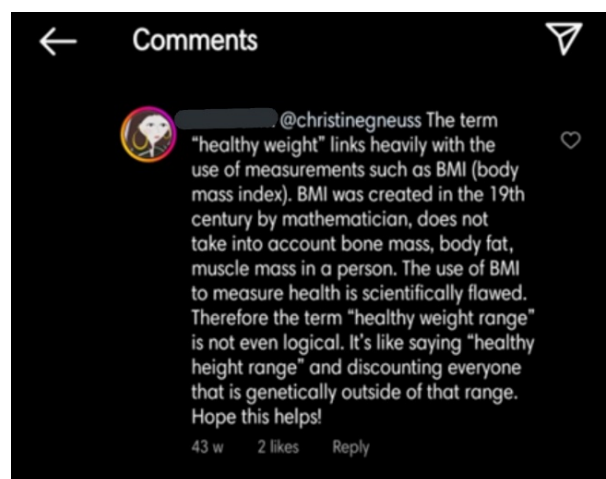 Comments
@christinegneuss The term
“healthy weight” links heavily with the
use of measurements such as BMI (body
mass index). BMI was created in the 19th
century by mathematician, does not
take into account bone mass, body fat,
muscle mass in a person. The use of BMI
to measure health is scientifically flawed.
Therefore the term “healthy weight range”
is not even logical. It’s like saying “healthy
height range” and discounting everyone
that is genetically outside of that range.
Hope this helps!
43 w 2 likes Reply